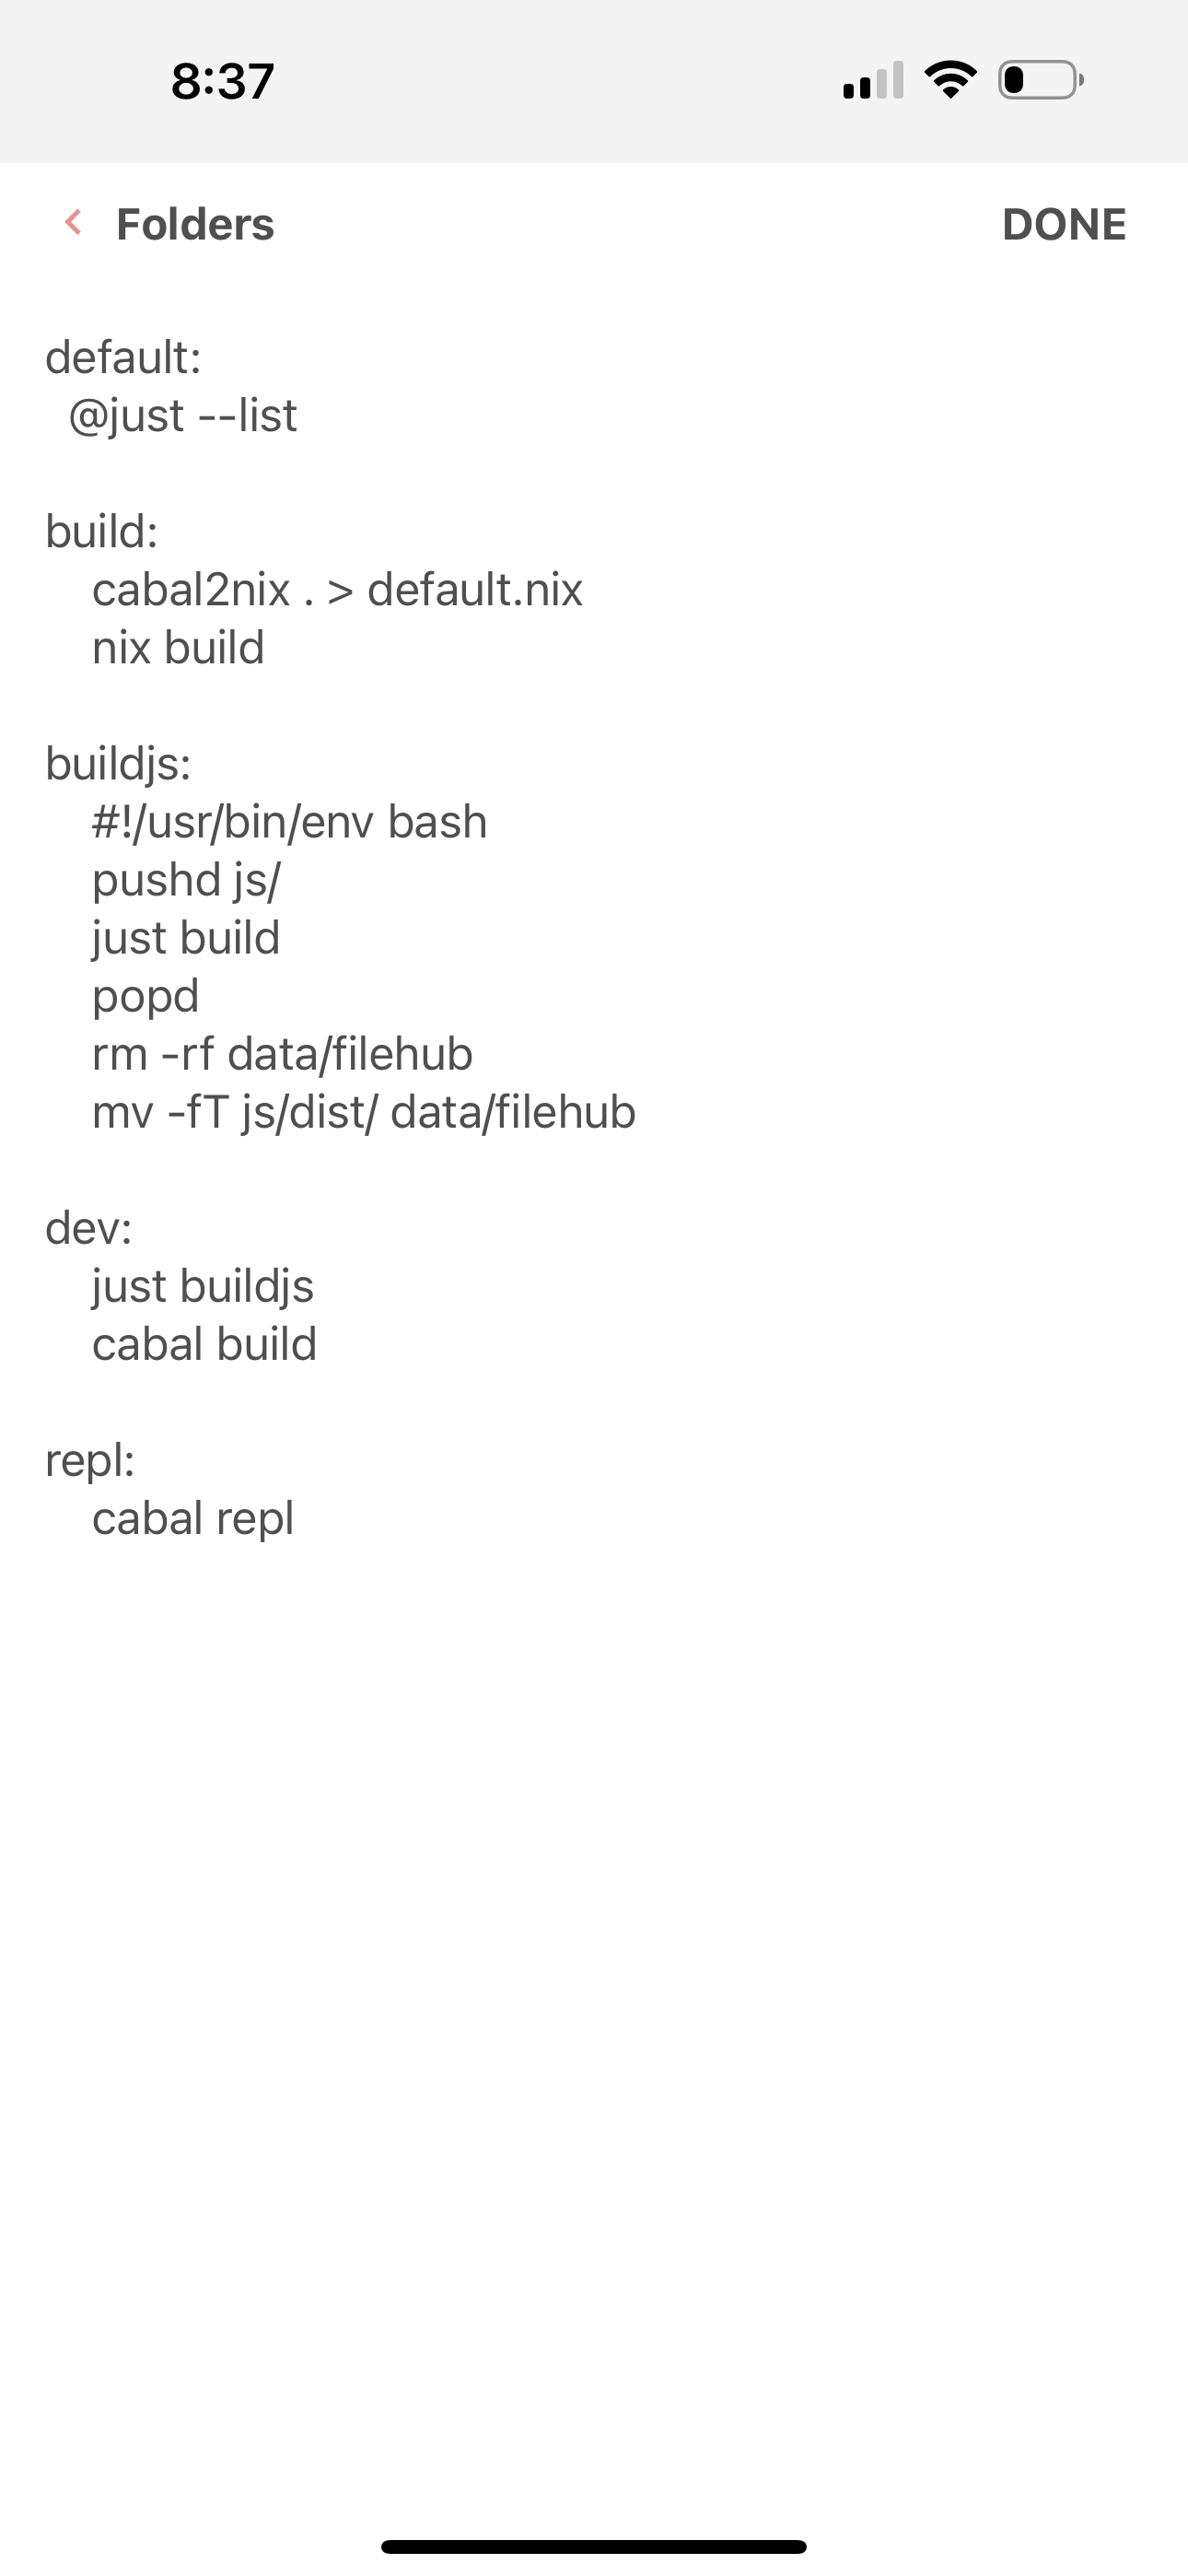 8:37
Folders
DONE
default:
  @just --list
build:
    cabal2nix . > default.nix
    nix build
buildjs:
    #!/usr/bin/env bash
    pushd js/
    just build
    popd
    rm -rf data/filehub
    mv -fT js/dist/ data/filehub
dev:
    just buildjs
    cabal build
repl:
    cabal repl